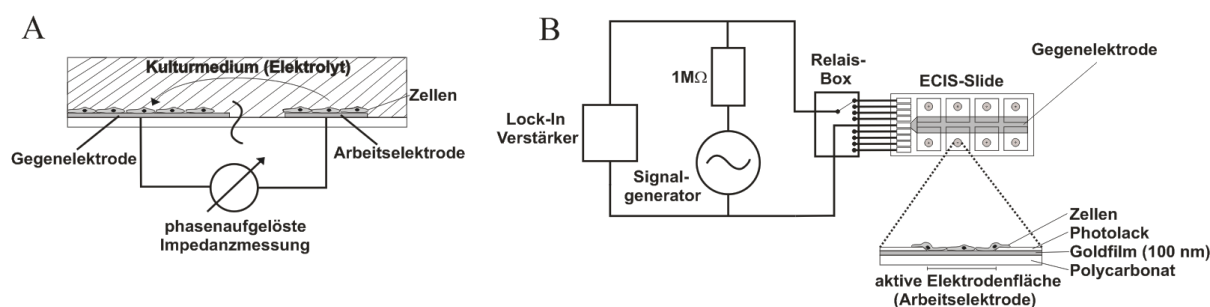 A
Kulturmedium (Elektrolyt)
Zellen
Gegenelektrode
Arbeitselektrode
phasenaufgelöste
Impedanzmessung
B
Gegenelektrode
Relais-
Box
ECIS-Slide
1MΩ
Lock-In
Verstärker
Signal-
generator
Zellen
Photolack
Goldfilm (100 nm)
Polycarbonat
aktive Elektrodenfläche
(Arbeitselektrode)